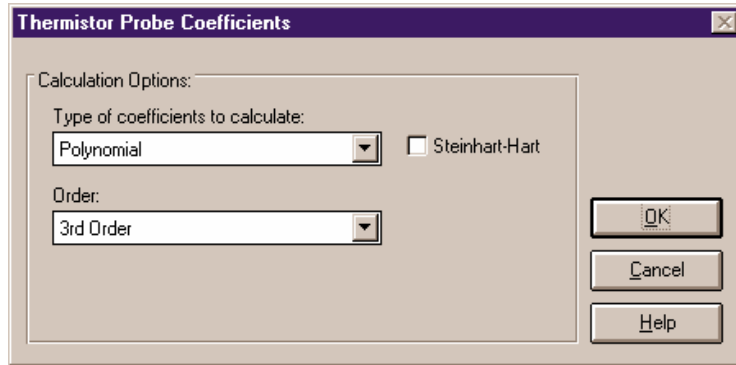 Thermistor Probe Coefficients
Calculation Options:
Type of coefficients to calculate:
Polynomial
Steinhart-Hart
Order:
3rd Order
OK
Cancel
Help